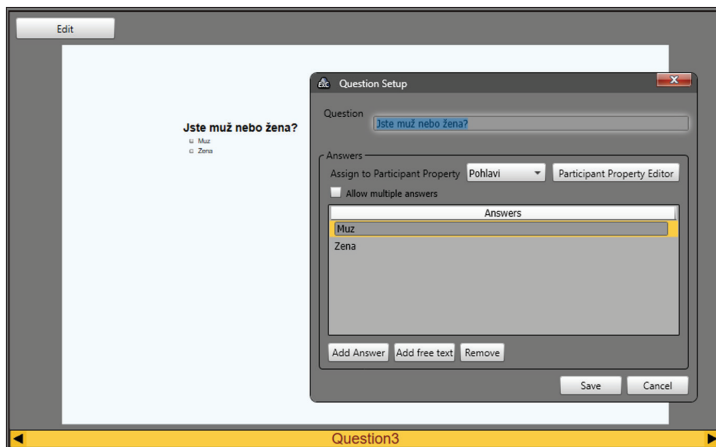 Edit
Jste muž nebo žena?
Muz
Zena
Question Setup
Question
Jste muž nebo žena?
Answers
Assign to Participant Property Pohlavi Participant Property Editor
Allow multiple answers
Answers
Muz
Zena
Add Answer Add free text Remove
Save Cancel
Question3